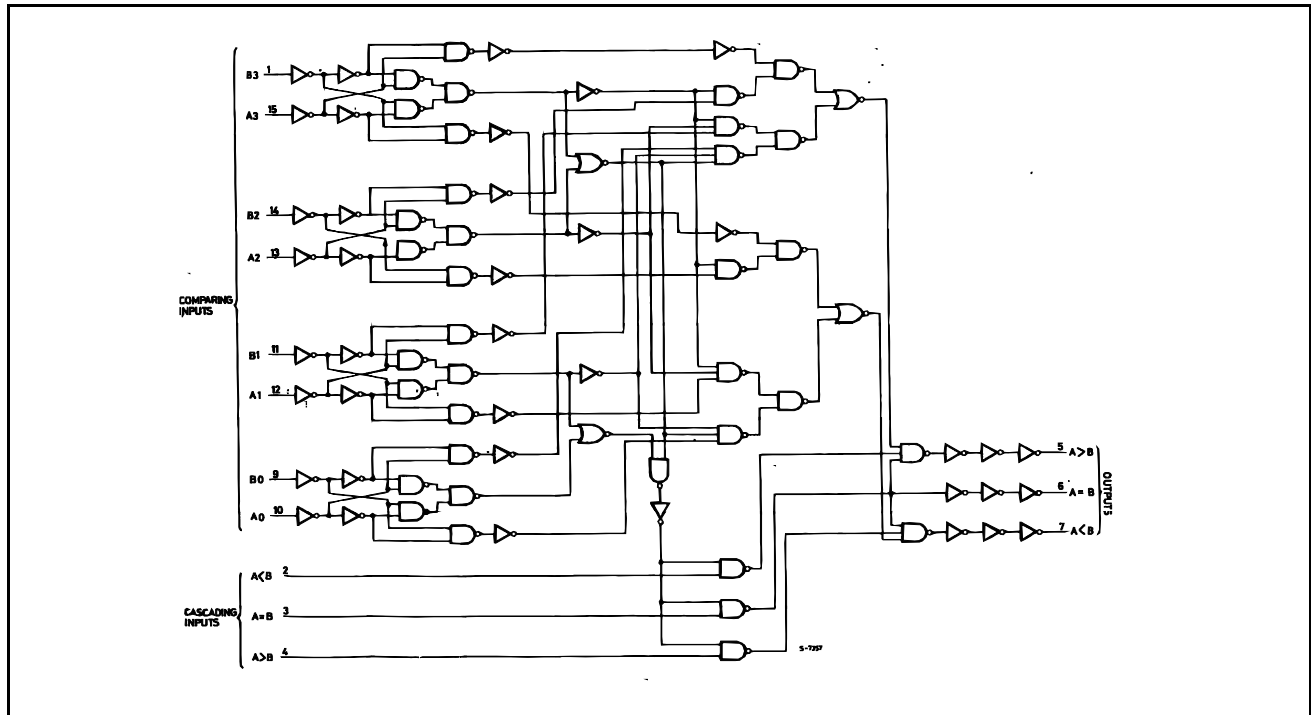 B3 1
A3 15
B2 14
A2 13
COMPARING
INPUTS
B1 11
A1 12
B0 9
A0 10
5 A>B
6 A=B
7 A<B
OUTPUTS
A<B 2
CASCADING
INPUTS
A=B 3
A>B 4
S-7357